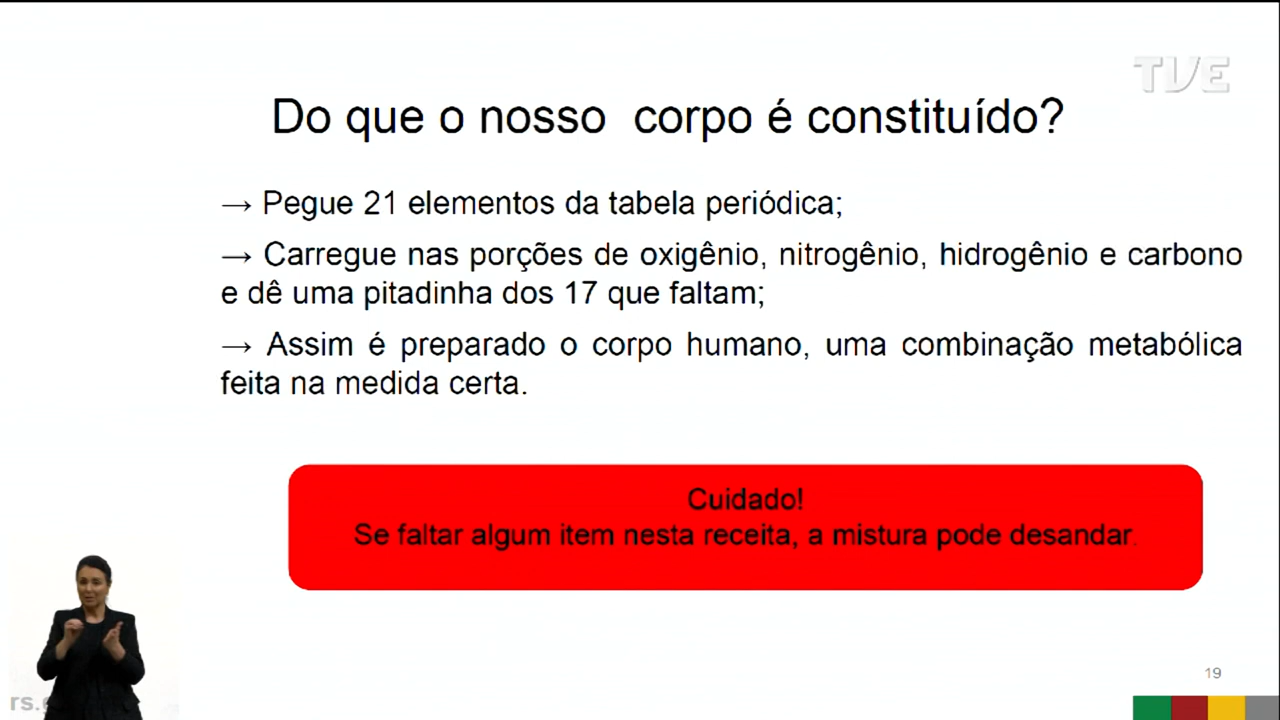 TVE
Do que o nosso corpo é constituído?
→ Pegue 21 elementos da tabela periódica;
→ Carregue nas porções de oxigênio, nitrogênio, hidrogênio e carbono
e dê uma pitadinha dos 17 que faltam;
→ Assim é preparado o corpo humano, uma combinação metabólica
feita na medida certa.
Cuidado!
Se faltar algum item nesta receita, a mistura pode desandar.
19
rs.